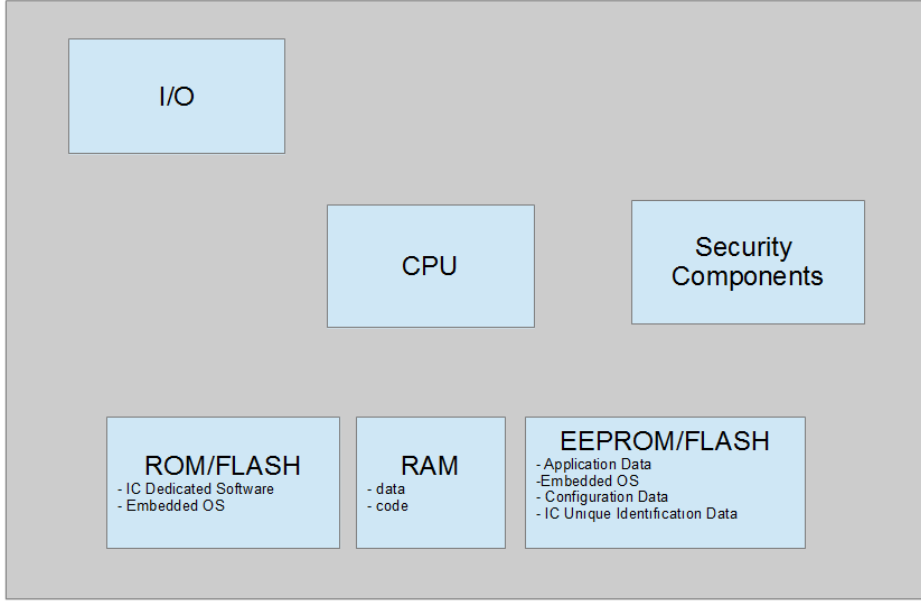 I/O
CPU
Security
Components
ROM/FLASH
- IC Dedicated Software
- Embedded OS
RAM
- data
- code
EEPROM/FLASH
- Application Data
-Embedded OS
- Configuration Data
- IC Unique Identification Data